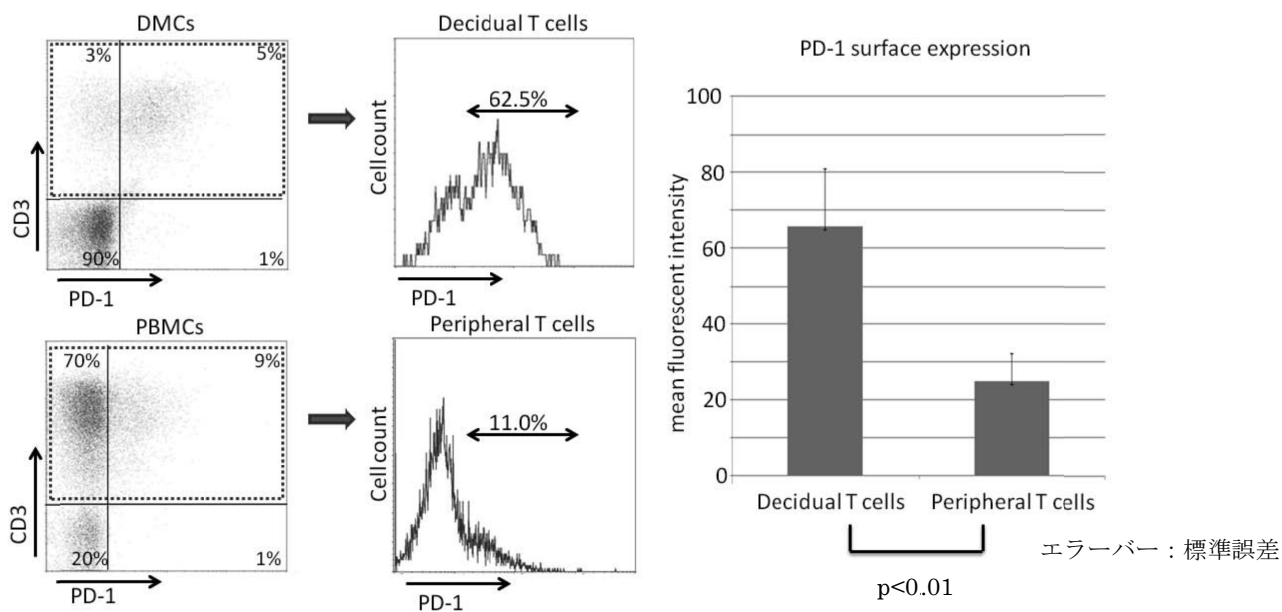 DMCs
3%
5%
CD3
90%
1%
PD-1
Decidual T cells
62.5%
Cell count
PD-1
PBMCs
70%
9%
CD3
20%
1%
PD-1
Peripheral T cells
11.0%
Cell count
PD-1
PD-1 surface expression
mean fluorescent intensity
100
80
60
40
20
0
Decidual T cells
Peripheral T cells
p<0.01
エラーバー：標準誤差